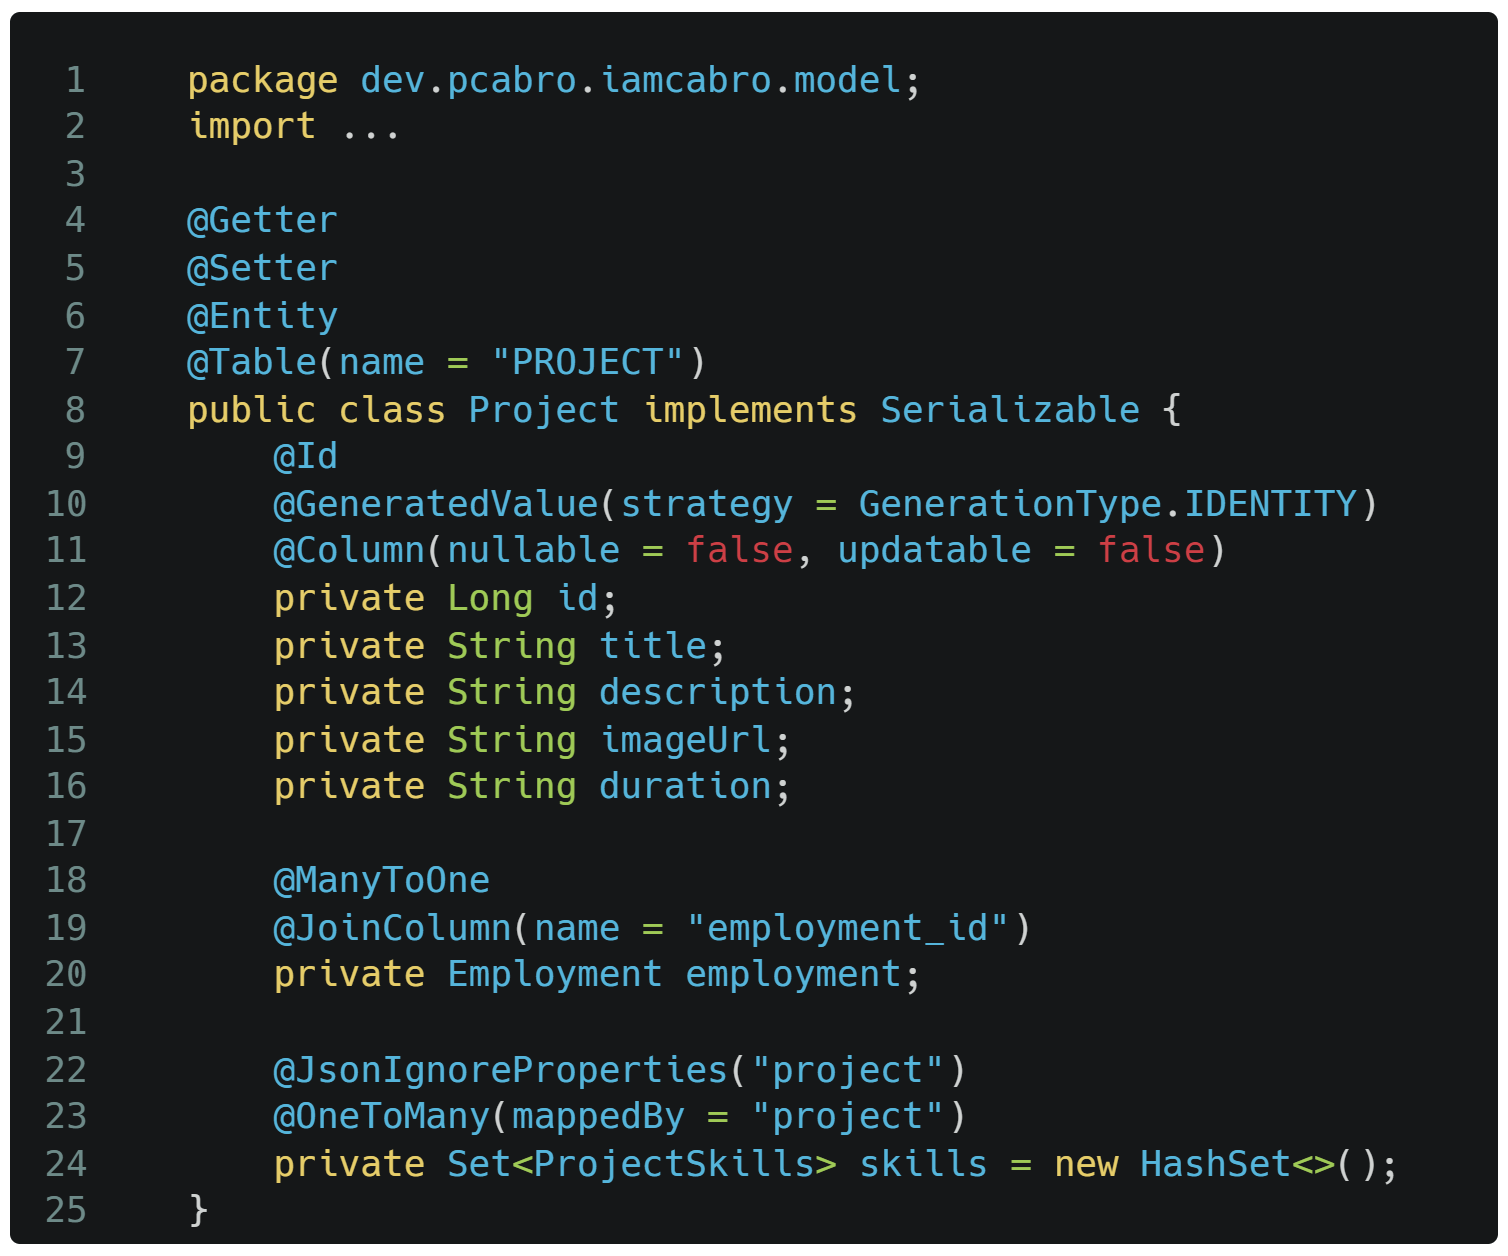 1 package dev.pcabro.iamcabro.model;
2 import ...
3
4 @Getter
5 @Setter
6 @Entity
7 @Table(name = "PROJECT")
8 public class Project implements Serializable {
9     @Id
10     @GeneratedValue(strategy = GenerationType.IDENTITY)
11     @Column(nullable = false, updatable = false)
12     private Long id;
13     private String title;
14     private String description;
15     private String imageUrl;
16     private String duration;
17
18     @ManyToOne
19     @JoinColumn(name = "employment_id")
20     private Employment employment;
21
22     @JsonIgnoreProperties("project")
23     @OneToMany(mappedBy = "project")
24     private Set<ProjectSkills> skills = new HashSet<>();
25 }